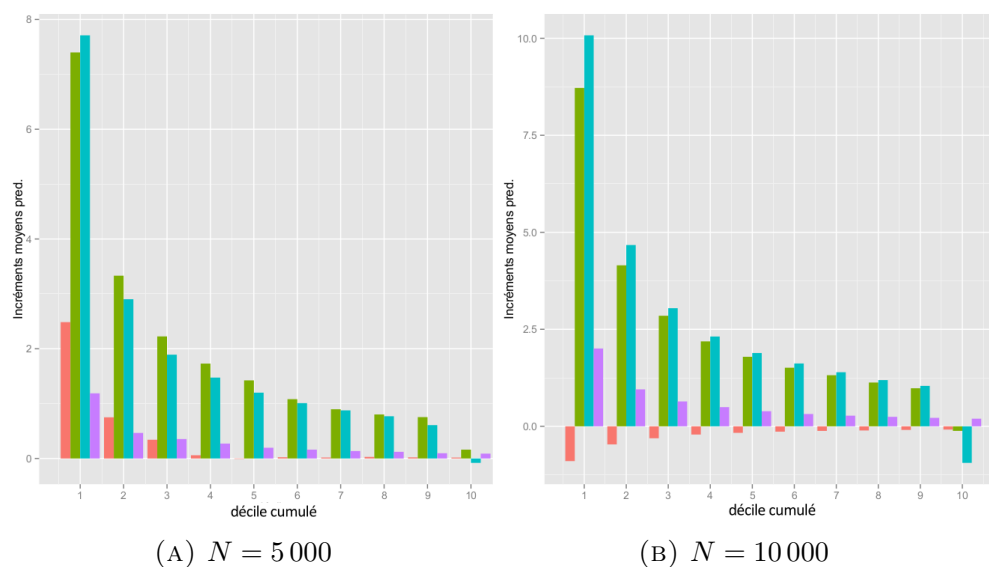 8
6
4
2
0
Incréments moyens pred.
1 2 3 4 5 6 7 8 9 10
décile cumulé
(A) N = 5 000
10.0
7.5
5.0
2.5
0.0
Incréments moyens pred.
1 2 3 4 5 6 7 8 9 10
décile cumulé
(B) N = 10 000